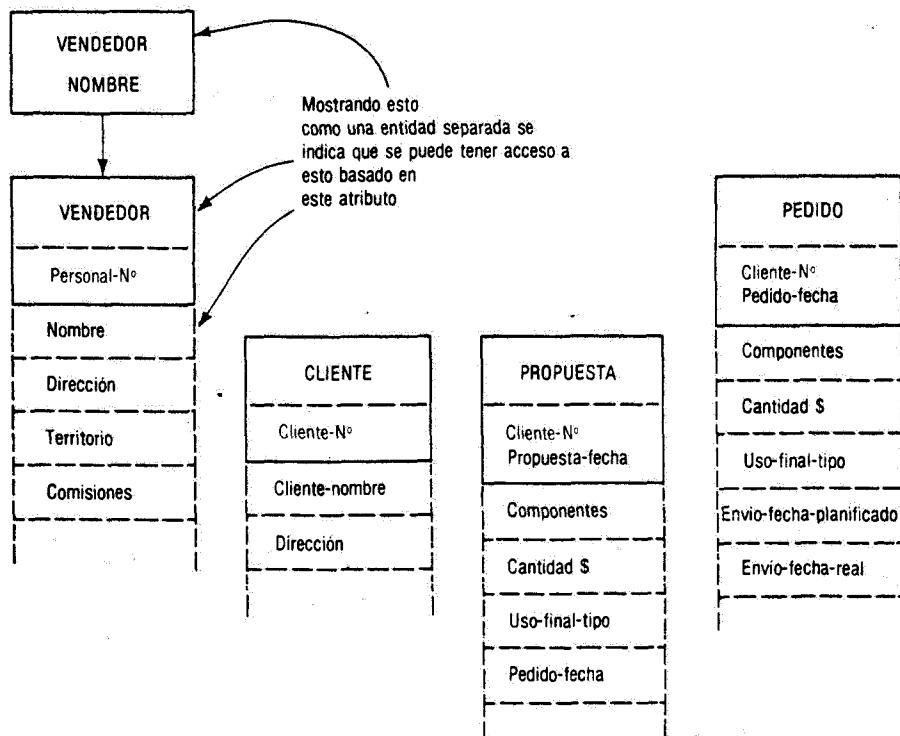 VENDEDOR
NOMBRE
Mostrando esto
como una entidad separada se
indica que se puede tener acceso a
esto basado en
este atributo
VENDEDOR
Personal-Nº
Nombre
Dirección
Territorio
Comisiones
CLIENTE
Cliente-Nº
Cliente-nombre
Dirección
PROPUESTA
Cliente-Nº
Propuesta-fecha
Componentes
Cantidad $
Uso-final-tipo
Pedido-fecha
PEDIDO
Cliente-Nº
Pedido-fecha
Componentes
Cantidad $
Uso-final-tipo
Envio-fecha-planificado
Envio-fecha-real